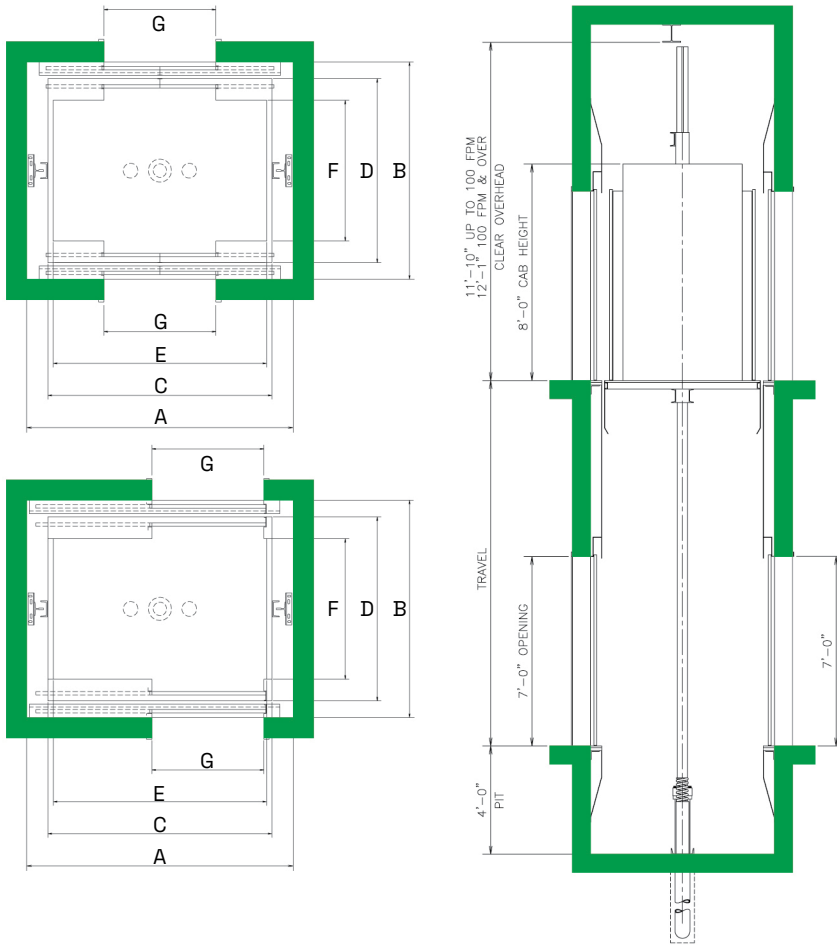 G
F
D
B
G
E
C
A
G
F
D
B
G
E
C
A
11'-10" UP TO 100 FPM
12'-1" 100 FPM & OVER
CLEAR OVERHEAD
8'-0" CAB HEIGHT
TRAVEL
7'-0" OPENING
7'-0"
4'-0"
PIT